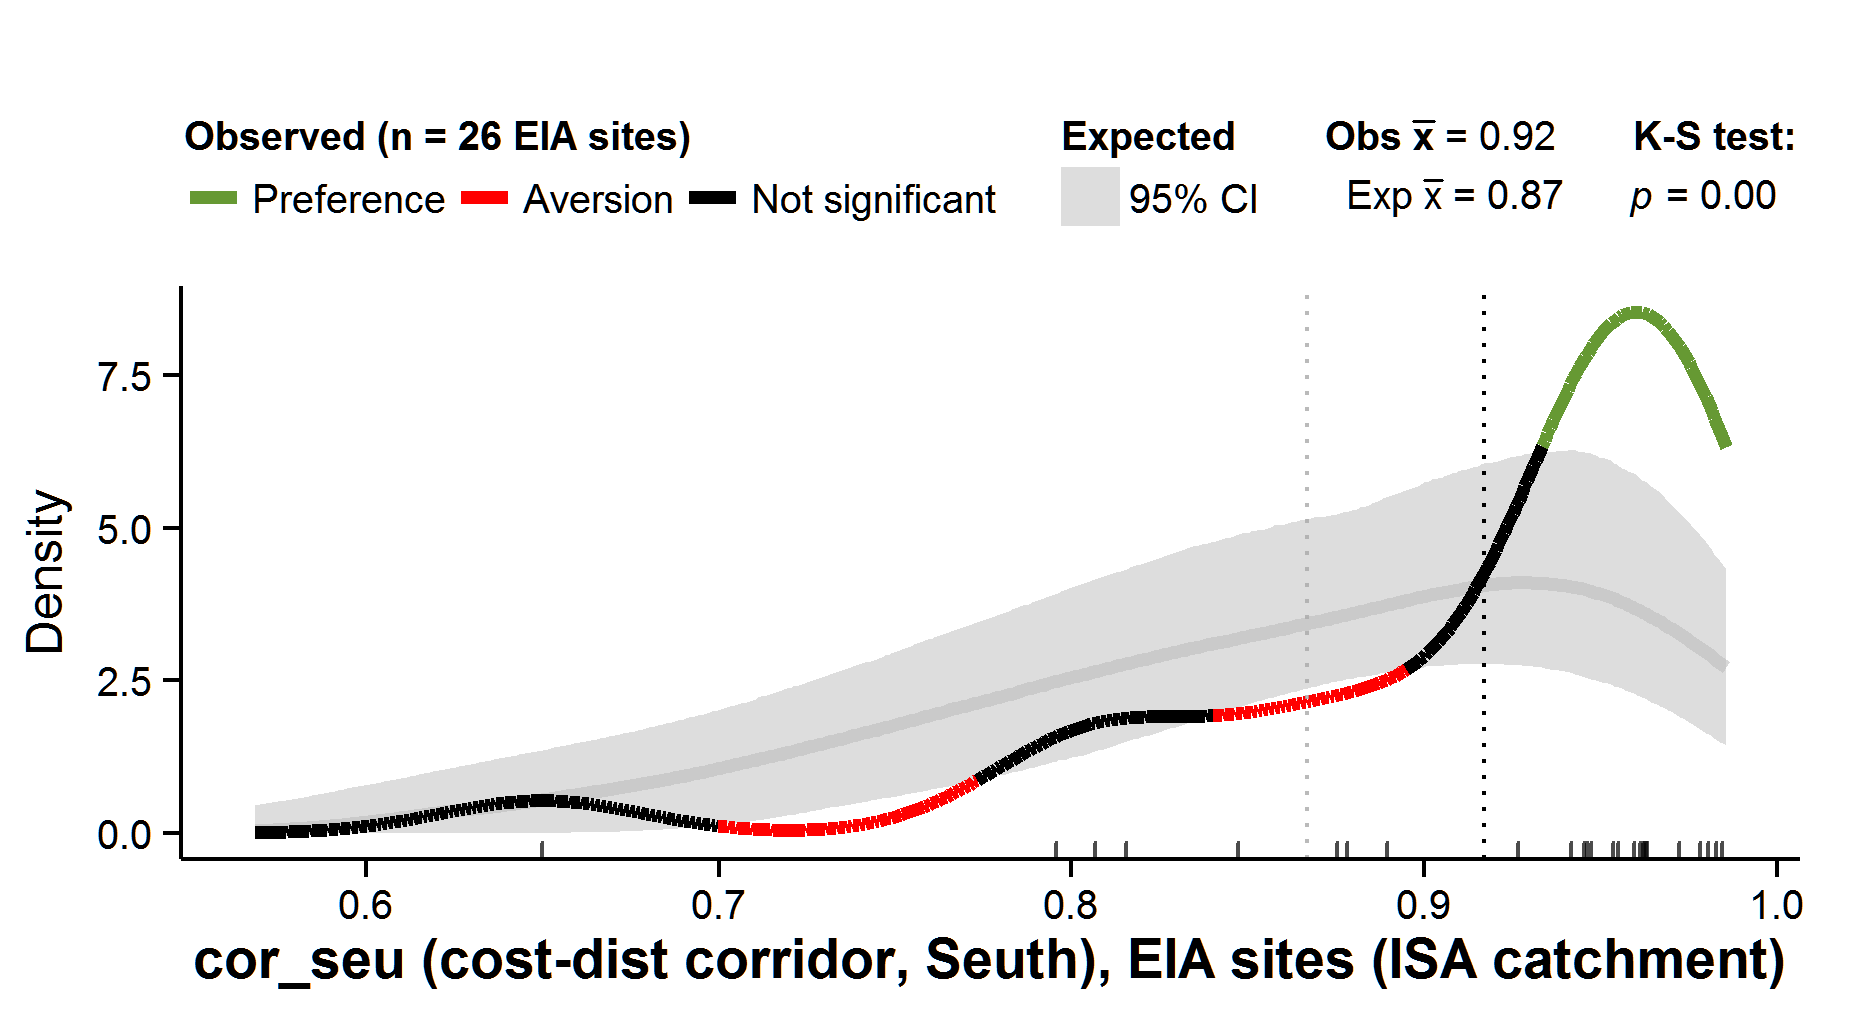 Observed (n = 26 EIA sites) Expected Obs x̅ = 0.92 K-S test:
Preference Aversion Not significant 95% CI Exp x̅ = 0.87 p = 0.00
Density
7.5
5.0
2.5
0.0
0.6 0.7 0.8 0.9 1.0
cor_seu (cost-dist corridor, Seuth), EIA sites (ISA catchment)